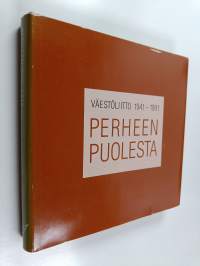 VÄESTÖLIITTO 1941-1991
PERHEEN
PUOLESTA